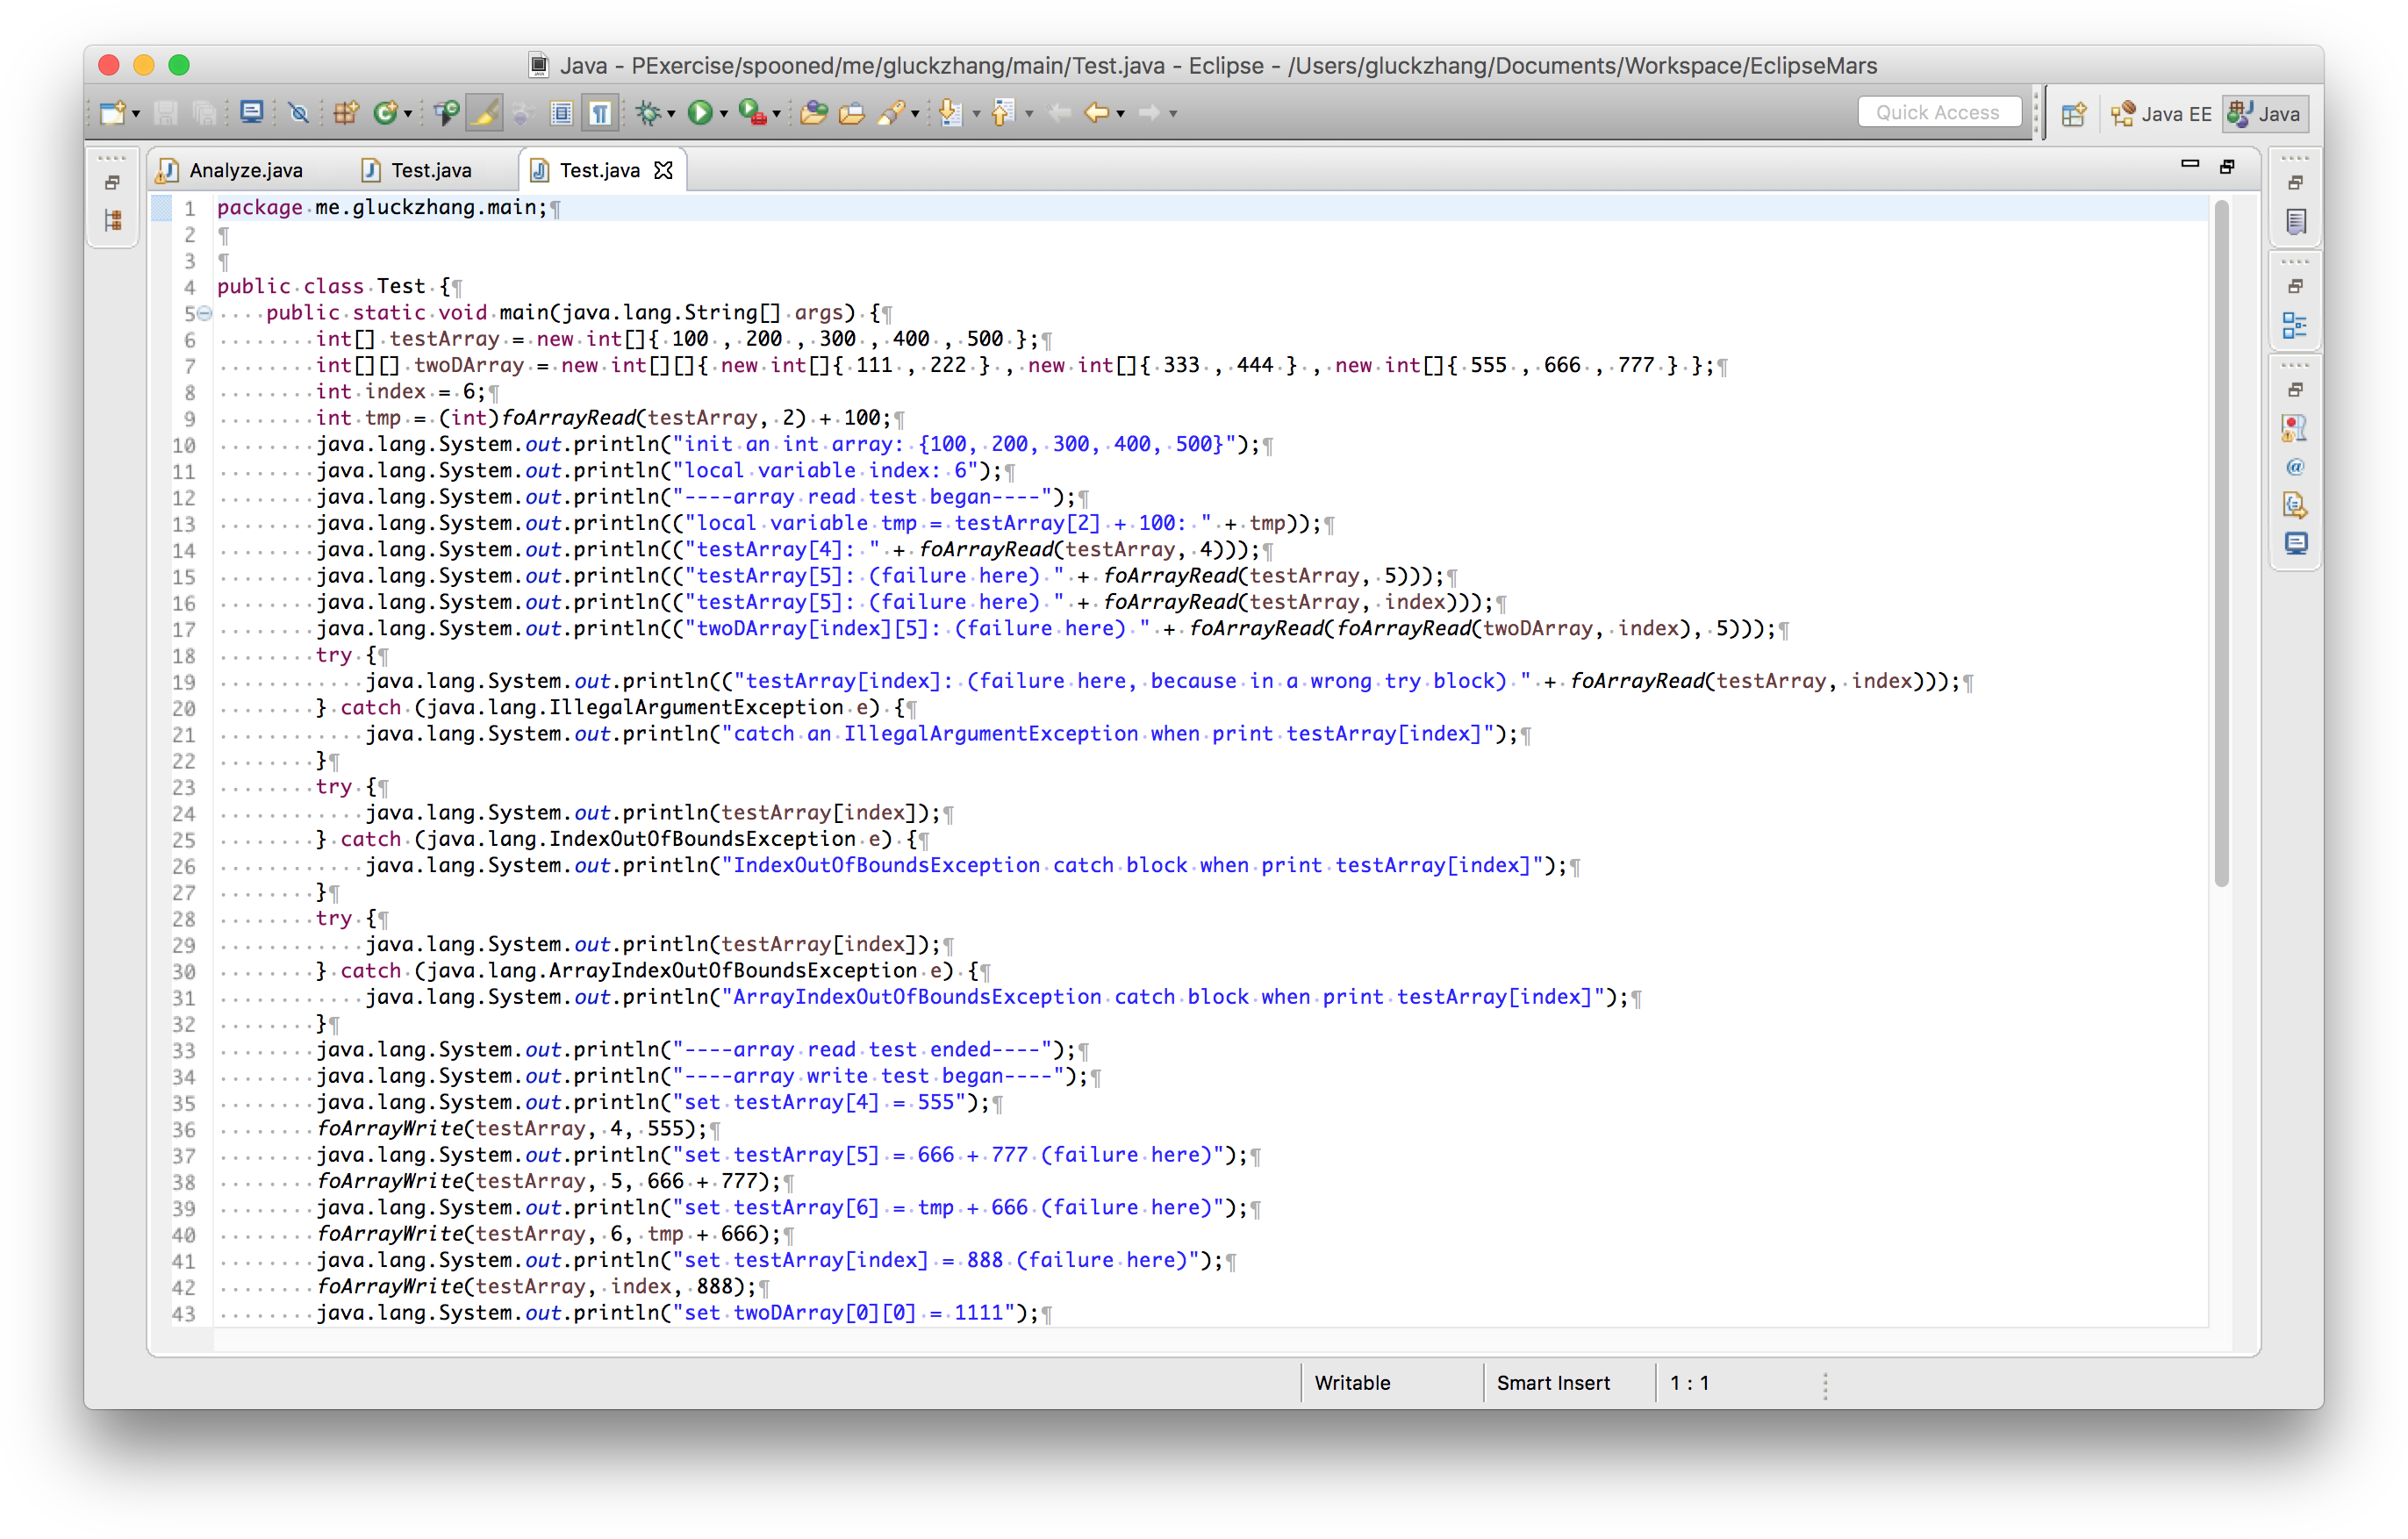 Java - PExercise/spooned/me/gluckzhang/main/Test.java - Eclipse - /Users/gluckzhang/Documents/Workspace/EclipseMars
Quick Access
Java EE
Java
Analyze.java
Test.java
Test.java
1 package me.gluckzhang.main;¶
2 ¶
3 ¶
4 public class Test {¶
5     public static void main(java.lang.String[] args) {¶
6         int[] testArray = new int[]{ 100 , 200 , 300 , 400 , 500 };¶
7         int[][] twoDArray = new int[][]{ new int[]{ 111 , 222 } , new int[]{ 333 , 444 } , new int[]{ 555 , 666 , 777 } };¶
8         int index = 6;¶
9         int tmp = (int)foArrayRead(testArray, 2) + 100;¶
10         java.lang.System.out.println("init an int array: {100, 200, 300, 400, 500}");¶
11         java.lang.System.out.println("local variable index: 6");¶
12         java.lang.System.out.println("----array read test began----");¶
13         java.lang.System.out.println(("local variable tmp = testArray[2] + 100: " + tmp));¶
14         java.lang.System.out.println(("testArray[4]: " + foArrayRead(testArray, 4)));¶
15         java.lang.System.out.println(("testArray[5]: (failure here) " + foArrayRead(testArray, 5)));¶
16         java.lang.System.out.println(("testArray[5]: (failure here) " + foArrayRead(testArray, index)));¶
17         java.lang.System.out.println(("twoDArray[index][5]: (failure here) " + foArrayRead(foArrayRead(twoDArray, index), 5)));¶
18         try {¶
19             java.lang.System.out.println(("testArray[index]: (failure here, because in a wrong try block) " + foArrayRead(testArray, index)));¶
20         } catch (java.lang.IllegalArgumentException e) {¶
21             java.lang.System.out.println("catch an IllegalArgumentException when print testArray[index]");¶
22         }¶
23         try {¶
24             java.lang.System.out.println(testArray[index]);¶
25         } catch (java.lang.IndexOutOfBoundsException e) {¶
26             java.lang.System.out.println("IndexOutOfBoundsException catch block when print testArray[index]");¶
27         }¶
28         try {¶
29             java.lang.System.out.println(testArray[index]);¶
30         } catch (java.lang.ArrayIndexOutOfBoundsException e) {¶
31             java.lang.System.out.println("ArrayIndexOutOfBoundsException catch block when print testArray[index]");¶
32         }¶
33         java.lang.System.out.println("----array read test ended----");¶
34         java.lang.System.out.println("----array write test began----");¶
35         java.lang.System.out.println("set testArray[4] = 555");¶
36         foArrayWrite(testArray, 4, 555);¶
37         java.lang.System.out.println("set testArray[5] = 666 + 777 (failure here)");¶
38         foArrayWrite(testArray, 5, 666 + 777);¶
39         java.lang.System.out.println("set testArray[6] = tmp + 666 (failure here)");¶
40         foArrayWrite(testArray, 6, tmp + 666);¶
41         java.lang.System.out.println("set testArray[index] = 888 (failure here)");¶
42         foArrayWrite(testArray, index, 888);¶
43         java.lang.System.out.println("set twoDArray[0][0] = 1111");¶
Writable
Smart Insert
1 : 1